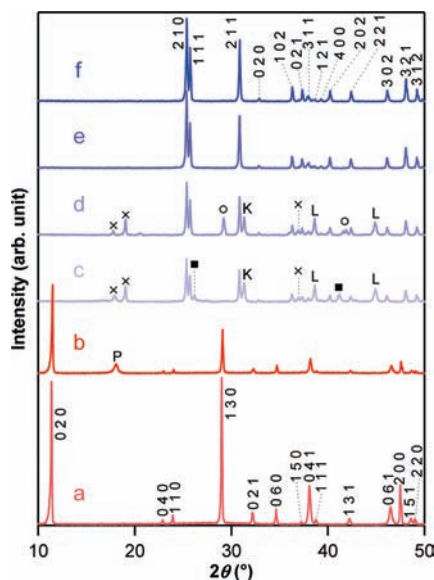 Intensity (arb. unit)
2 1 0
1 1 1
2 1 1
0 2 0
1 0 2
0 2 1
3 1 1
1 2 1
4 0 0
2 0 2
2 2 1
3 0 2
3 2 1
3 1 2
f
e
d
× × ○ K × L ○ L
c
× × ■ K × L ■ L
b
P
a
0 2 0
0 4 0
1 1 0
1 3 0
0 2 1
0 6 0
1 5 0
0 4 1
1 1 1
1 3 1
0 6 1
2 0 0
1 5 1
2 2 0
10 20 30 40 50
2θ (°)